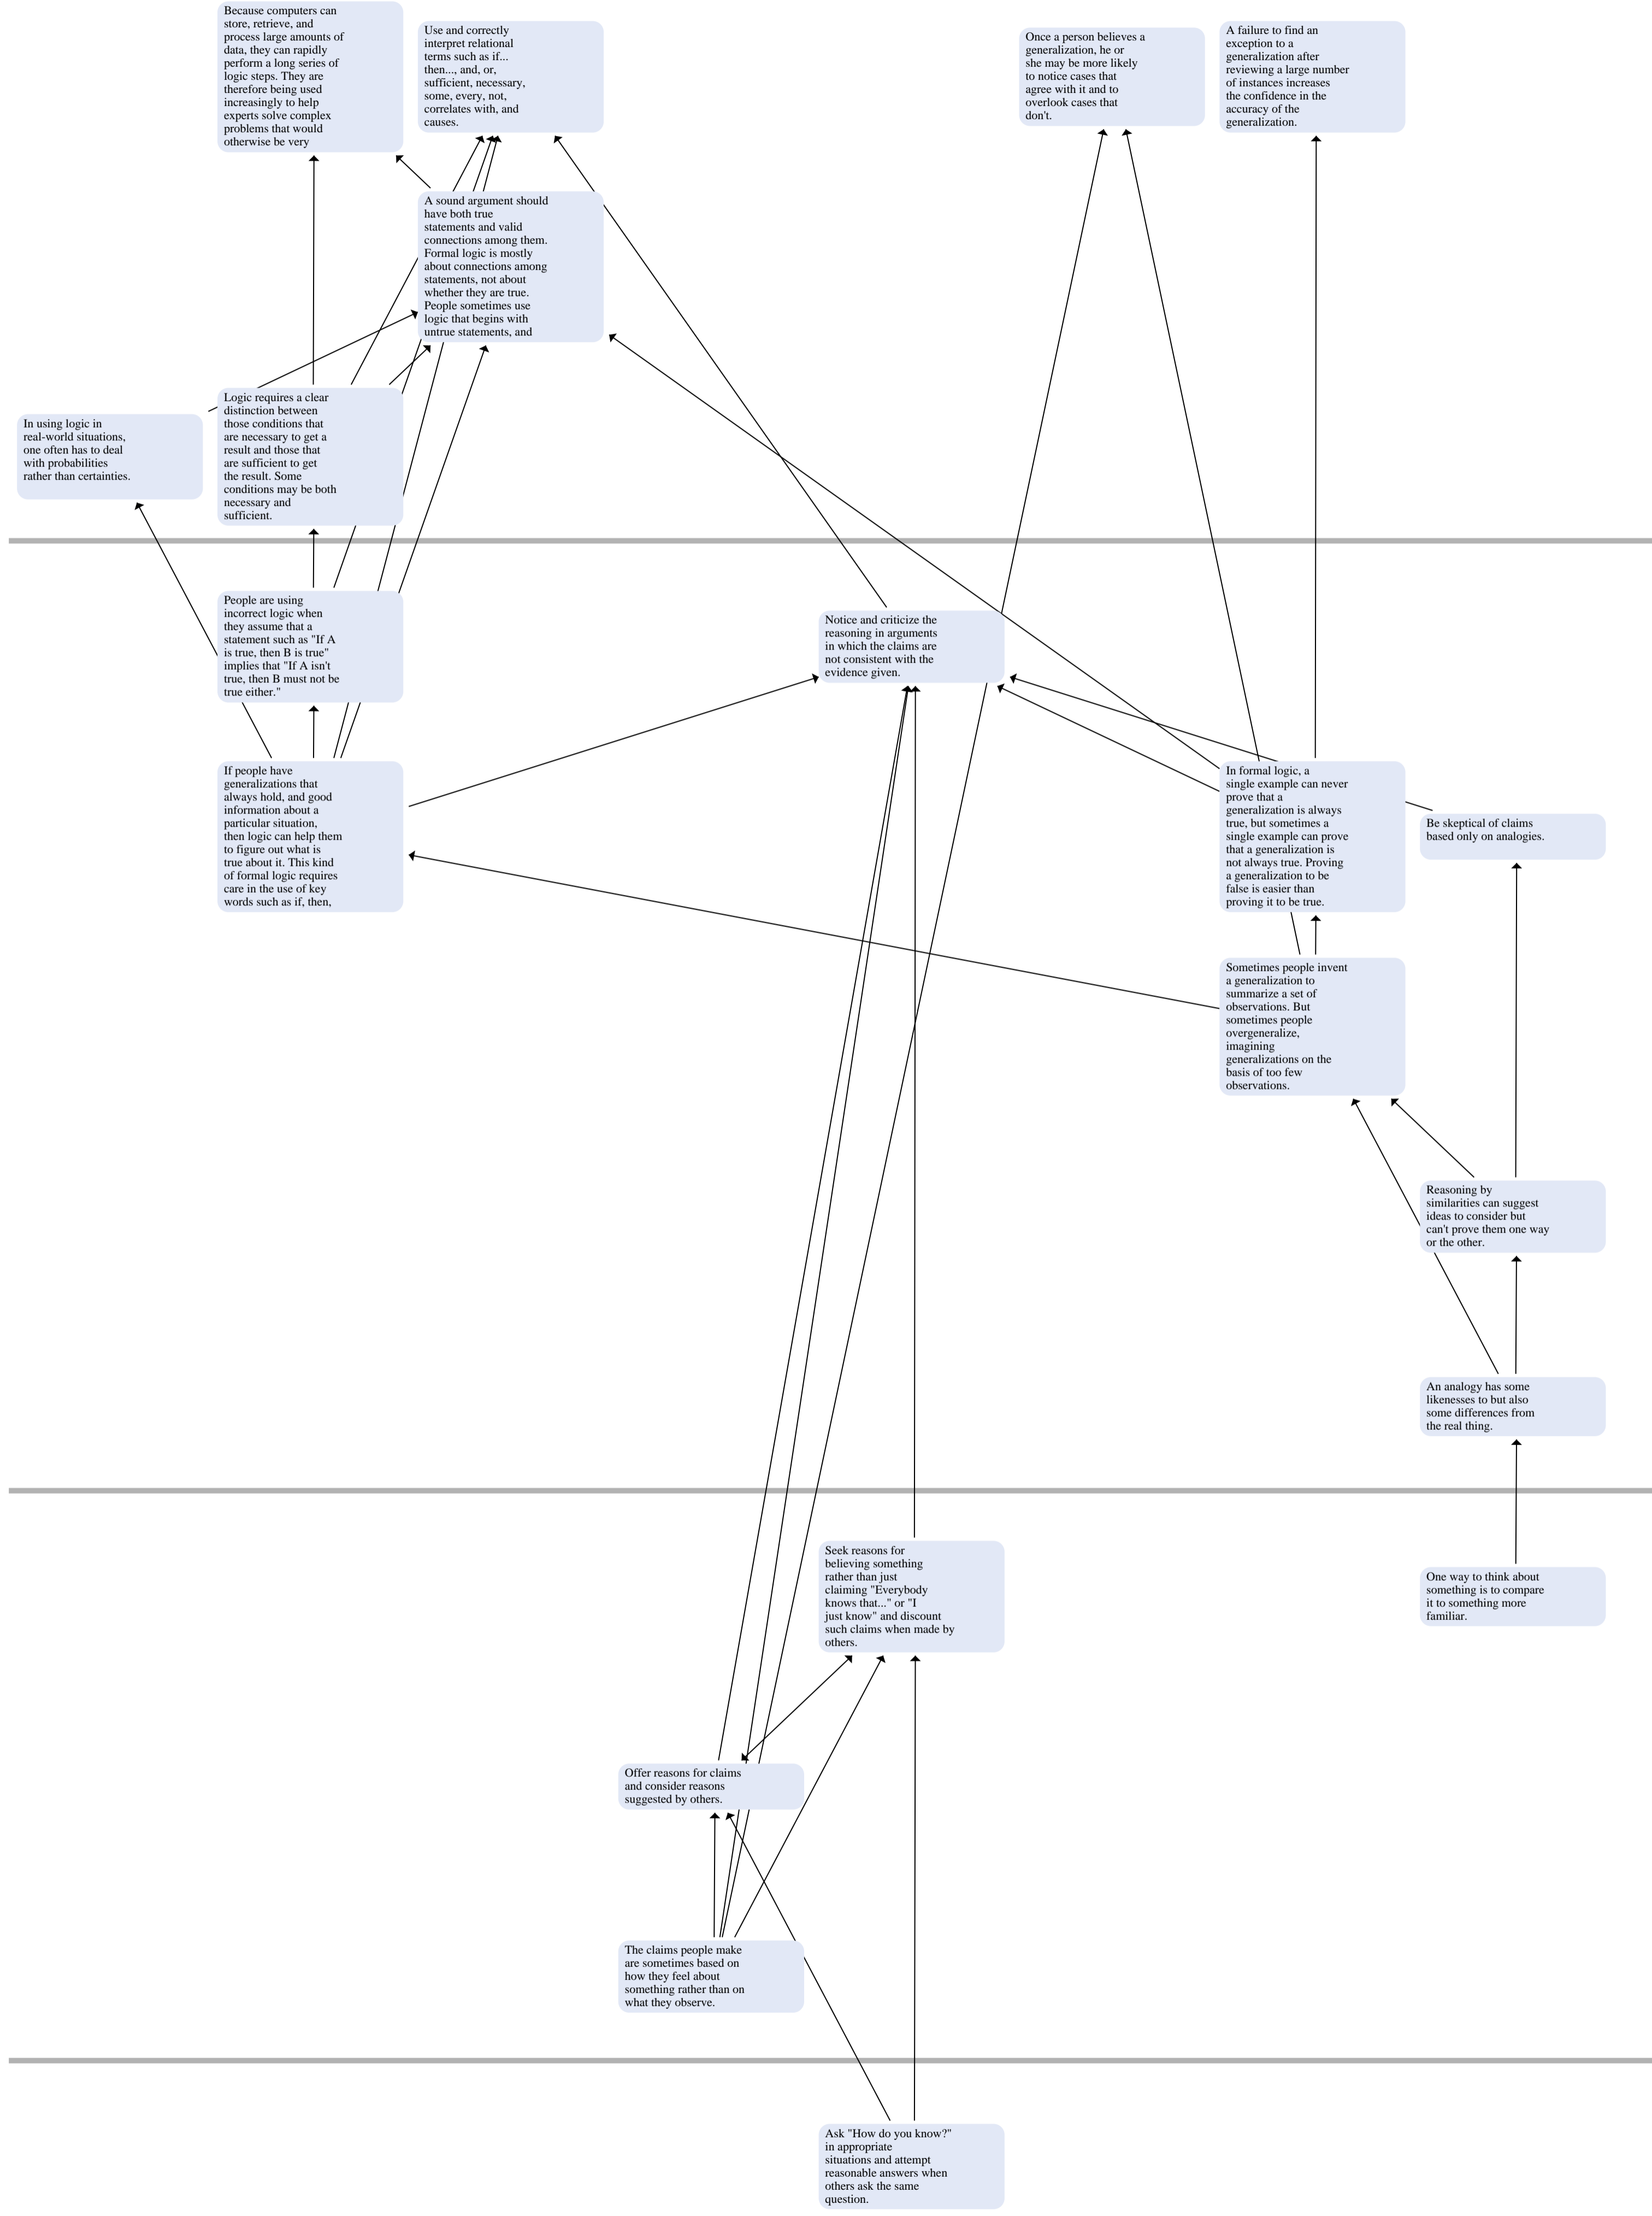 Because computers can
store, retrieve, and
process large amounts of
data, they can rapidly
perform a long series of
logic steps. They are
therefore being used
increasingly to help
experts solve complex
problems that would
otherwise be very
Use and correctly
interpret relational
terms such as if...
then..., and, or,
sufficient, necessary,
some, every, not,
correlates with, and
causes.
Once a person believes a
generalization, he or
she may be more likely
to notice cases that
agree with it and to
overlook cases that
don't.
A failure to find an
exception to a
generalization after
reviewing a large number
of instances increases
the confidence in the
accuracy of the
generalization.
A sound argument should
have both true
statements and valid
connections among them.
Formal logic is mostly
about connections among
statements, not about
whether they are true.
People sometimes use
logic that begins with
untrue statements, and
In using logic in
real-world situations,
one often has to deal
with probabilities
rather than certainties.
Logic requires a clear
distinction between
those conditions that
are necessary to get a
result and those that
are sufficient to get
the result. Some
conditions may be both
necessary and
sufficient.
People are using
incorrect logic when
they assume that a
statement such as "If A
is true, then B is true"
implies that "If A isn't
true, then B must not be
true either."
Notice and criticize the
reasoning in arguments
in which the claims are
not consistent with the
evidence given.
If people have
generalizations that
always hold, and good
information about a
particular situation,
then logic can help them
to figure out what is
true about it. This kind
of formal logic requires
care in the use of key
words such as if, then,
In formal logic, a
single example can never
prove that a
generalization is always
true, but sometimes a
single example can prove
that a generalization is
not always true. Proving
a generalization to be
false is easier than
proving it to be true.
Be skeptical of claims
based only on analogies.
Sometimes people invent
a generalization to
summarize a set of
observations. But
sometimes people
overgeneralize,
imagining
generalizations on the
basis of too few
observations.
Reasoning by
similarities can suggest
ideas to consider but
can't prove them one way
or the other.
An analogy has some
likenesses to but also
some differences from
the real thing.
Seek reasons for
believing something
rather than just
claiming "Everybody
knows that..." or "I
just know" and discount
such claims when made by
others.
One way to think about
something is to compare
it to something more
familiar.
Offer reasons for claims
and consider reasons
suggested by others.
The claims people make
are sometimes based on
how they feel about
something rather than on
what they observe.
Ask "How do you know?"
in appropriate
situations and attempt
reasonable answers when
others ask the same
question.